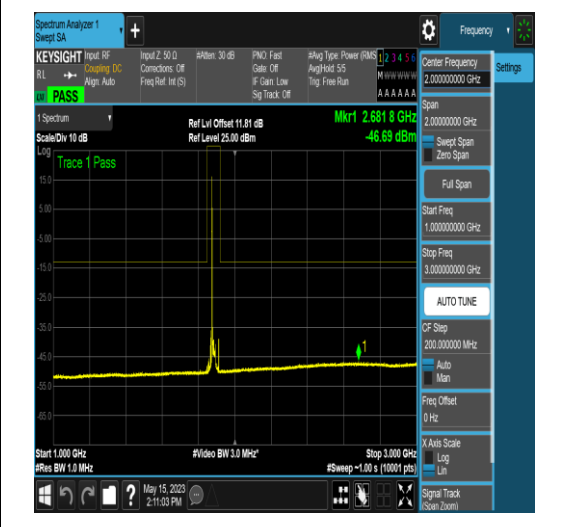 Spectrum Analyzer 1
Swept SA
Frequency
KEYSIGHT
RL
PASS
Input: RF
Coupling: DC
Align: Auto
Input Z: 50 Ω
Corrections: Off
Freq Ref: Int (S)
#Atten: 30 dB
PNO: Fast
Gate: Off
IF Gain: Low
Sig Track: Off
#Avg Type: Power (RMS
Avg|Hold: 5/5
Trig: Free Run
1 2 3 4 5 6
M W W W W W
A A A A A A
1 Spectrum
Scale/Div 10 dB
Ref Lvl Offset 11.81 dB
Ref Level 25.00 dBm
Mkr1 2.681 8 GHz
-46.69 dBm
Log
Trace 1 Pass
15.0
5.00
-5.00
-15.0
-25.0
-35.0
-45.0
-55.0
-65.0
1
Start 1.000 GHz
#Res BW 1.0 MHz
#Video BW 3.0 MHz*
Stop 3.000 GHz
#Sweep ~1.00 s (10001 pts)
May 15, 2023
2:11:03 PM
Center Frequency
2.000000000 GHz
Span
2.00000000 GHz
Swept Span
Zero Span
Full Span
Start Freq
1.000000000 GHz
Stop Freq
3.000000000 GHz
AUTO TUNE
CF Step
200.000000 MHz
Auto
Man
Freq Offset
0 Hz
X Axis Scale
Log
Lin
Signal Track
(Span Zoom)
Settings